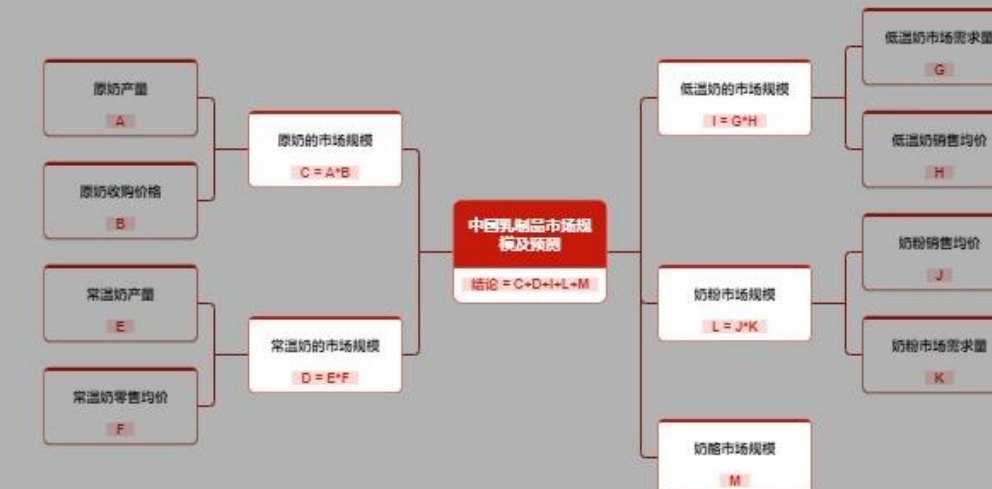 原奶产量
A
原奶收购价格
B
原奶的市场规模
C = A*B
常温奶产量
E
常温奶零售均价
F
常温奶的市场规模
D = E*F
中国乳制品市场规
模及预测
结论 = C+D+I+L+M
低温奶的市场规模
I = G*H
低温奶市场需求量
G
低温奶销售均价
H
奶粉市场规模
L = J*K
奶粉销售均价
J
奶粉市场需求量
K
奶酪市场规模
M